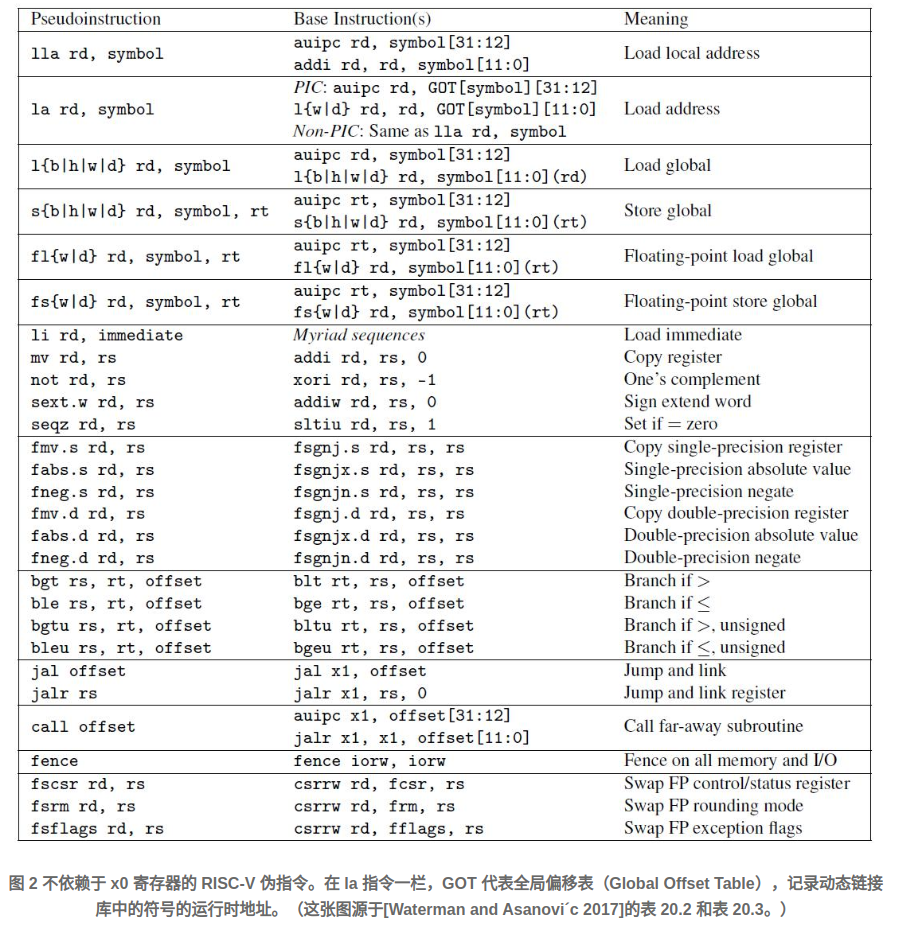 Pseudoinstruction Base Instruction(s) Meaning
lla rd, symbol auipc rd, symbol[31:12] Load local address
addi rd, rd, symbol[11:0]
la rd, symbol PIC: auipc rd, GOT[symbol][31:12] Load address
l{w|d} rd, rd, GOT[symbol][11:0]
Non-PIC: Same as lla rd, symbol
l{b|h|w|d} rd, symbol auipc rd, symbol[31:12] Load global
l{b|h|w|d} rd, symbol[11:0](rd)
s{b|h|w|d} rd, symbol, rt auipc rt, symbol[31:12] Store global
s{b|h|w|d} rd, symbol[11:0](rt)
fl{w|d} rd, symbol, rt auipc rt, symbol[31:12] Floating-point load global
fl{w|d} rd, symbol[11:0](rt)
fs{w|d} rd, symbol, rt auipc rt, symbol[31:12] Floating-point store global
fs{w|d} rd, symbol[11:0](rt)
li rd, immediate Myriad sequences Load immediate
mv rd, rs addi rd, rs, 0 Copy register
not rd, rs xori rd, rs, -1 One's complement
sext.w rd, rs addiw rd, rs, 0 Sign extend word
seqz rd, rs sltiu rd, rs, 1 Set if = zero
fmv.s rd, rs fsgnj.s rd, rs, rs Copy single-precision register
fabs.s rd, rs fsgnjx.s rd, rs, rs Single-precision absolute value
fneg.s rd, rs fsgnjn.s rd, rs, rs Single-precision negate
fmv.d rd, rs fsgnj.d rd, rs, rs Copy double-precision register
fabs.d rd, rs fsgnjx.d rd, rs, rs Double-precision absolute value
fneg.d rd, rs fsgnjn.d rd, rs, rs Double-precision negate
bgt rs, rt, offset blt rt, rs, offset Branch if >
ble rs, rt, offset bge rt, rs, offset Branch if ≤
bgtu rs, rt, offset bltu rt, rs, offset Branch if >, unsigned
bleu rs, rt, offset bgeu rt, rs, offset Branch if ≤, unsigned
jal offset jal x1, offset Jump and link
jalr rs jalr x1, rs, 0 Jump and link register
call offset auipc x1, offset[31:12] Call far-away subroutine
jalr x1, x1, offset[11:0]
fence fence iorw, iorw Fence on all memory and I/O
fscsr rd, rs csrrw rd, fcsr, rs Swap FP control/status register
fsrm rd, rs csrrw rd, frm, rs Swap FP rounding mode
fsflags rd, rs csrrw rd, fflags, rs Swap FP exception flags
图 2 不依赖于 x0 寄存器的 RISC-V 伪指令。在 la 指令一栏，GOT 代表全局偏移表（Global Offset Table），记录动态链接
库中的符号的运行时地址。（这张图源于[Waterman and Asanovi´c 2017]的表 20.2 和表 20.3。）